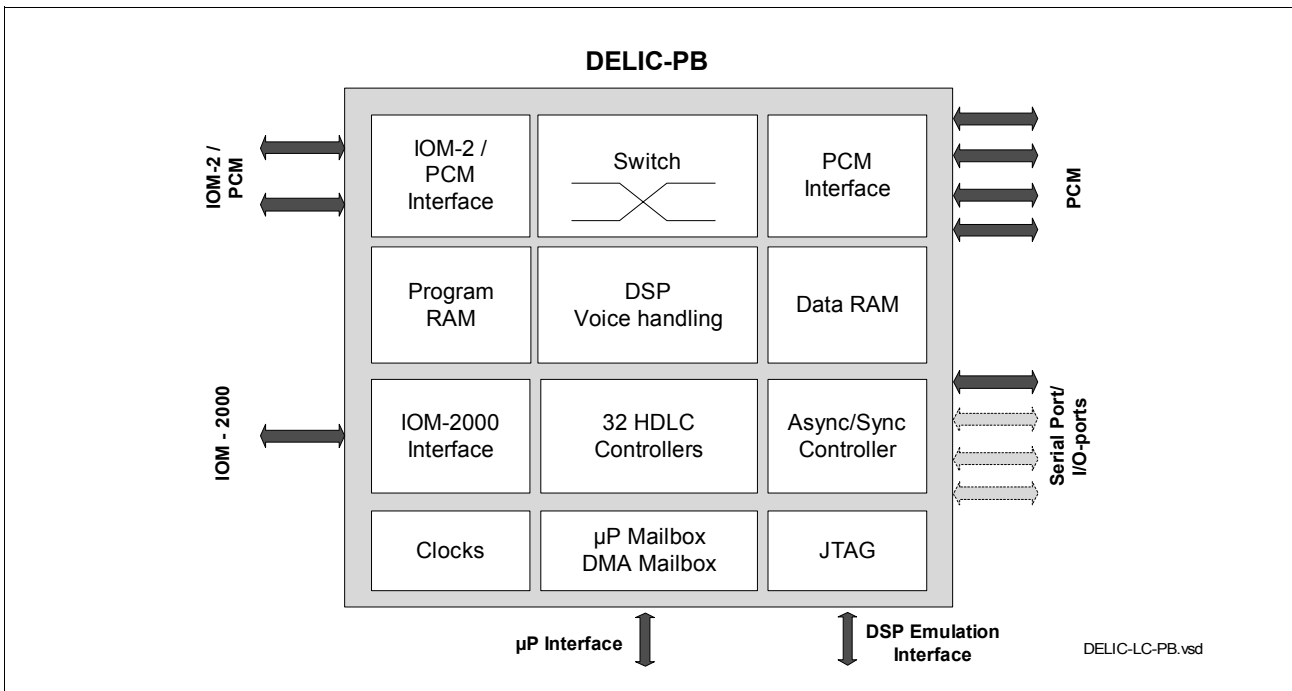 DELIC-PB
IOM-2 /
PCM
IOM-2 /
PCM
Interface
Switch
PCM
Interface
PCM
Program
RAM
DSP
Voice handling
Data RAM
IOM - 2000
IOM-2000
Interface
32 HDLC
Controllers
Async/Sync
Controller
Serial Port/
I/O-ports
Clocks
µP Mailbox
DMA Mailbox
JTAG
µP Interface
DSP Emulation
Interface
DELIC-LC-PB.vsd